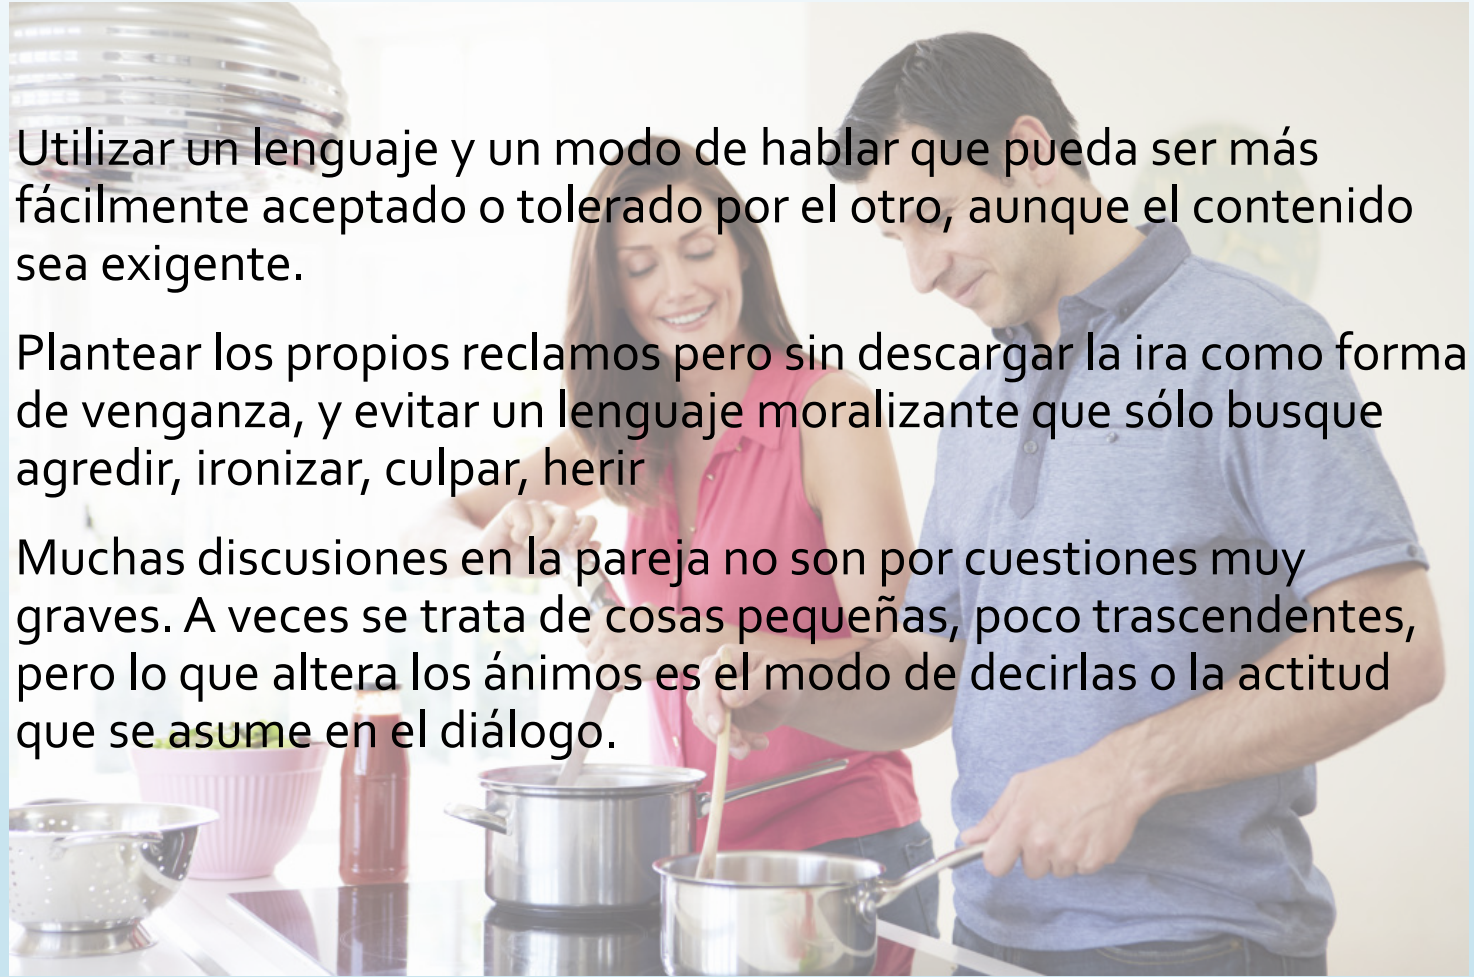 Utilizar un lenguaje y un modo de hablar que pueda ser más
fácilmente aceptado o tolerado por el otro, aunque el contenido
sea exigente.
Plantear los propios reclamos pero sin descargar la ira como forma
de venganza, y evitar un lenguaje moralizante que sólo busque
agredir, ironizar, culpar, herir
Muchas discusiones en la pareja no son por cuestiones muy
graves. A veces se trata de cosas pequeñas, poco trascendentes,
pero lo que altera los ánimos es el modo de decirlas o la actitud
que se asume en el diálogo.